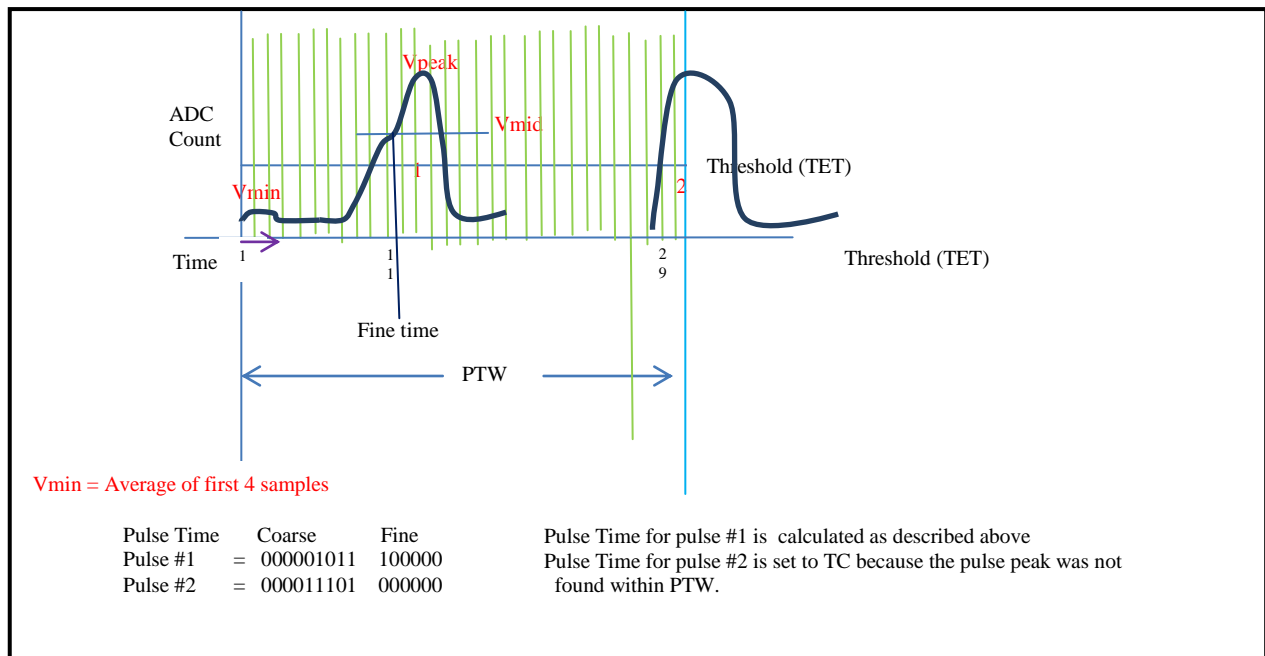 Vpeak
ADC
Count
Vmid
1
Threshold (TET)
2
Vmin
Time
1
1
1
2
9
Threshold (TET)
Fine time
PTW
Vmin = Average of first 4 samples
Pulse Time Coarse Fine
Pulse #1 = 000001011 100000
Pulse #2 = 000011101 000000
Pulse Time for pulse #1 is calculated as described above
Pulse Time for pulse #2 is set to TC because the pulse peak was not
found within PTW.